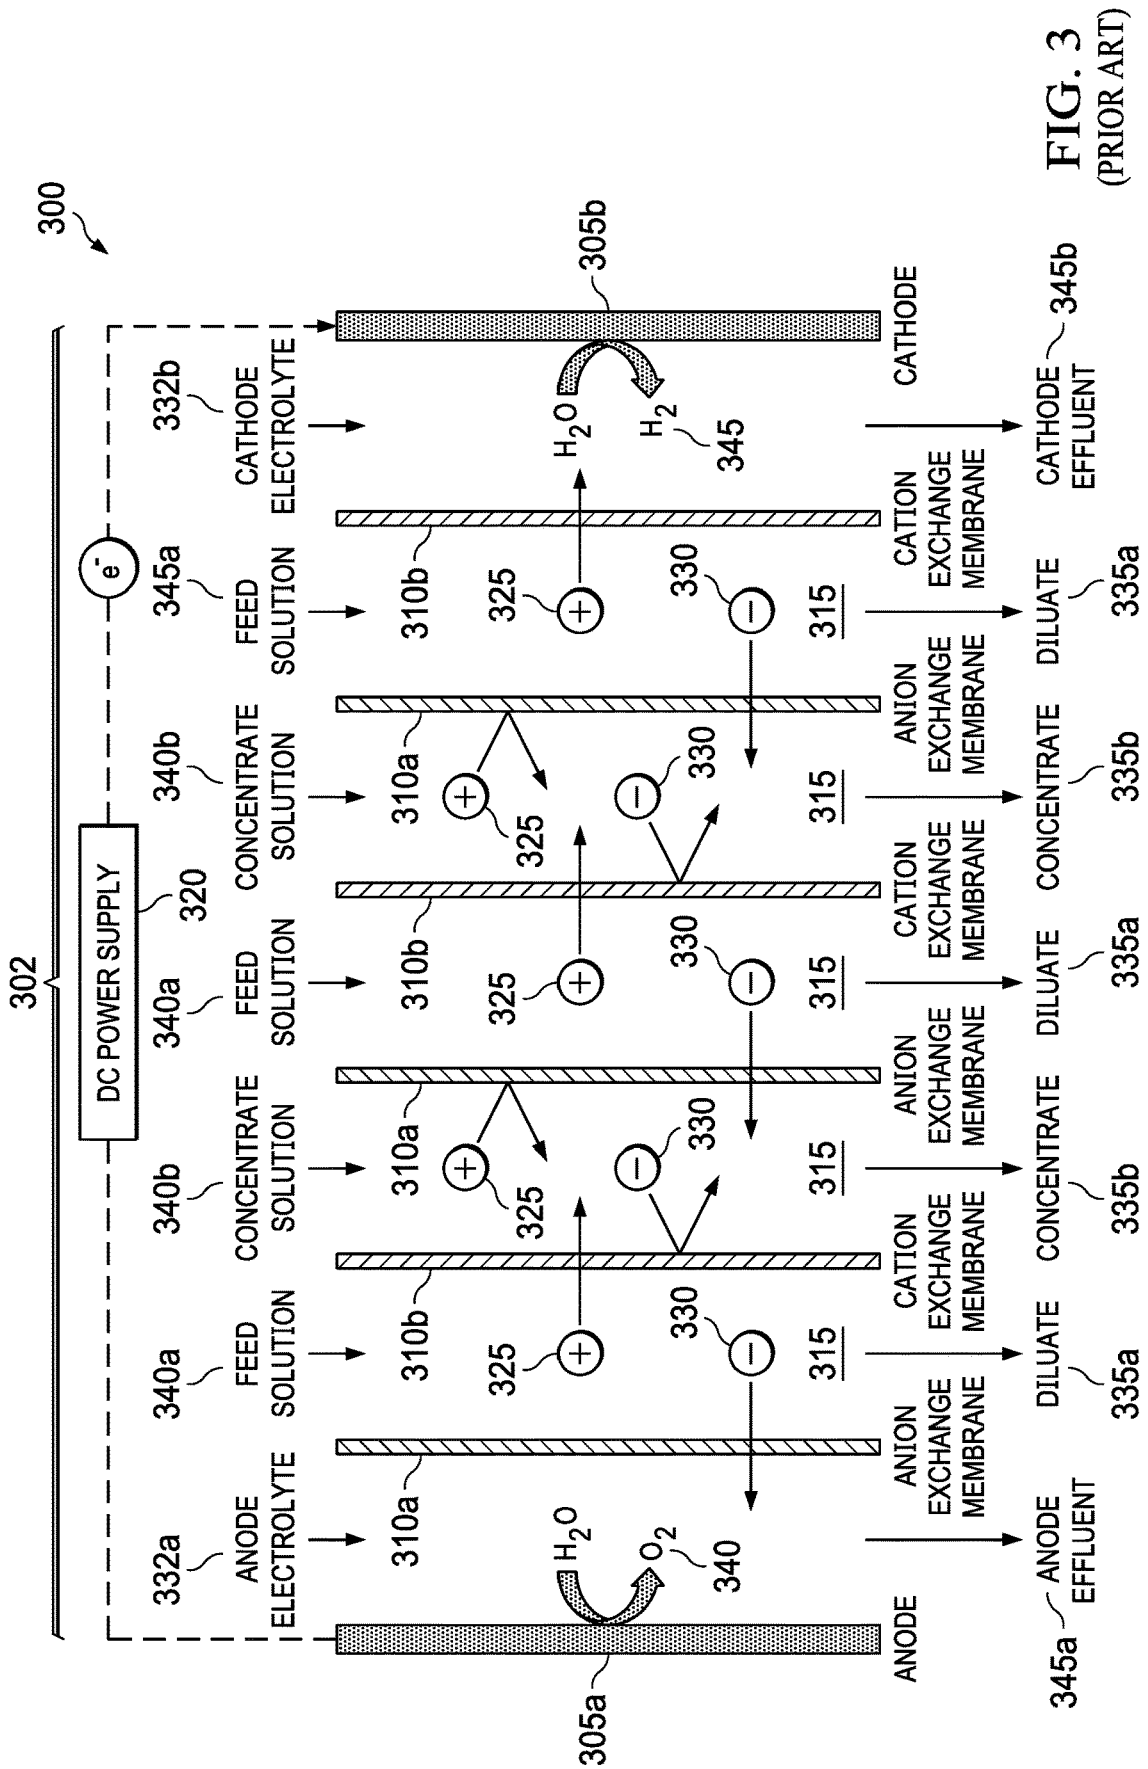 300
302
DC POWER SUPPLY
320
e-
332a
ANODE
ELECTROLYTE
340a
FEED
SOLUTION
340b
CONCENTRATE
SOLUTION
340a
FEED
SOLUTION
340b
CONCENTRATE
SOLUTION
345a
FEED
SOLUTION
332b
CATHODE
ELECTROLYTE
310a
310b
310a
310b
310a
310b
+
325
+
325
+
325
+
325
+
325
305a
H2O
O2
340
H2O
H2
345
305b
−
330
−
330
−
330
−
330
−
330
315
315
315
315
315
ANODE
ANION
EXCHANGE
MEMBRANE
CATION
EXCHANGE
MEMBRANE
ANION
EXCHANGE
MEMBRANE
CATION
EXCHANGE
MEMBRANE
ANION
EXCHANGE
MEMBRANE
CATION
EXCHANGE
MEMBRANE
CATHODE
345a
ANODE
EFFLUENT
DILUATE
335a
CONCENTRATE
335b
DILUATE
335a
CONCENTRATE
335b
DILUATE
335a
CATHODE
EFFLUENT
345b
FIG. 3
(PRIOR ART)